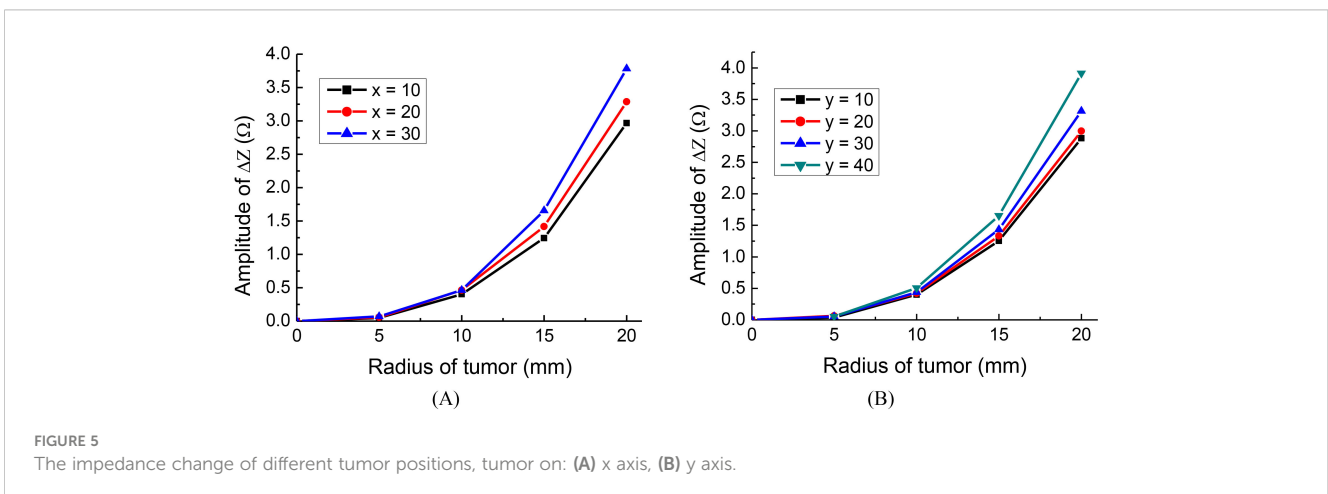 4.0
3.5
3.0
2.5
2.0
1.5
1.0
0.5
0.0
Amplitude of ΔZ (Ω)
x = 10
x = 20
x = 30
0 5 10 15 20
Radius of tumor (mm)
(A)
4.0
3.5
3.0
2.5
2.0
1.5
1.0
0.5
0.0
Amplitude of ΔZ (Ω)
y = 10
y = 20
y = 30
y = 40
0 5 10 15 20
Radius of tumor (mm)
(B)
FIGURE 5
The impedance change of different tumor positions, tumor on: (A) x axis, (B) y axis.